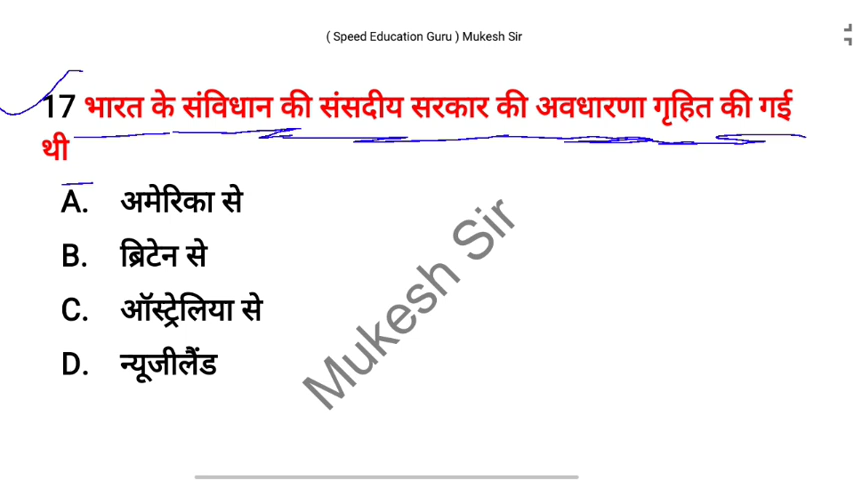 ( Speed Education Guru ) Mukesh Sir
17 भारत के संविधान की संसदीय सरकार की अवधारणा गृहित की गई
थी
A. अमेरिका से
B. ब्रिटेन से
C. ऑस्ट्रेलिया से
D. न्यूजीलैंड
Mukesh Sir